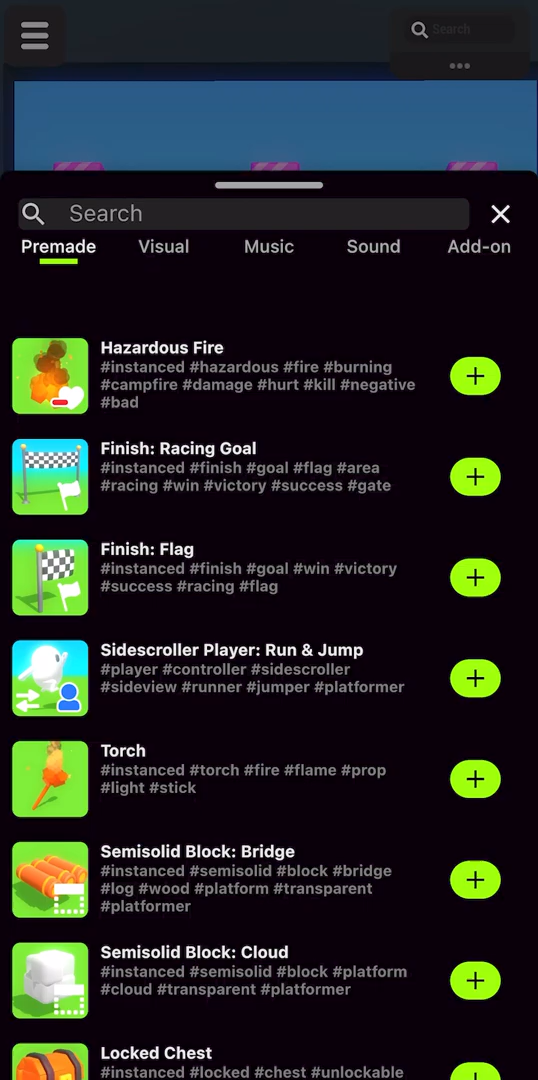 Search
Search
Premade Visual Music Sound Add-on
Hazardous Fire
#instanced #hazardous #fire #burning
#campfire #damage #hurt #kill #negative
#bad
Finish: Racing Goal
#instanced #finish #goal #flag #area
#racing #win #victory #success #gate
Finish: Flag
#instanced #finish #goal #win #victory
#success #racing #flag
Sidescroller Player: Run & Jump
#player #controller #sidescroller
#sideview #runner #jumper #platformer
Torch
#instanced #torch #fire #flame #prop
#light #stick
Semisolid Block: Bridge
#instanced #semisolid #block #bridge
#log #wood #platform #transparent
#platformer
Semisolid Block: Cloud
#instanced #semisolid #block #platform
#cloud #transparent #platformer
Locked Chest
#instanced #locked #chest #unlockable